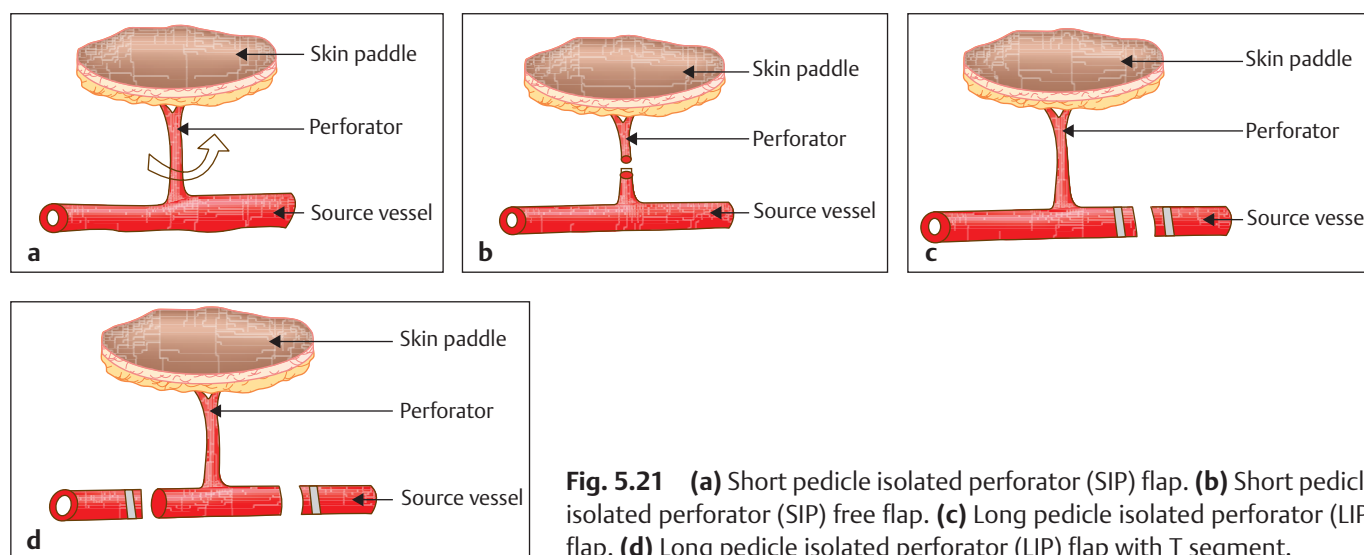 Skin paddle
Perforator
Source vessel
a
Skin paddle
Perforator
Source vessel
b
Skin paddle
Perforator
Source vesse
c
Skin paddle
Perforator
Source vessel
d
Fig. 5.21 (a) Short pedicle isolated perforator (SIP) flap. (b) Short pedicl
isolated perforator (SIP) free flap. (c) Long pedicle isolated perforator (LIP
flap. (d) Long pedicle isolated perforator (LIP) flap with T segment.